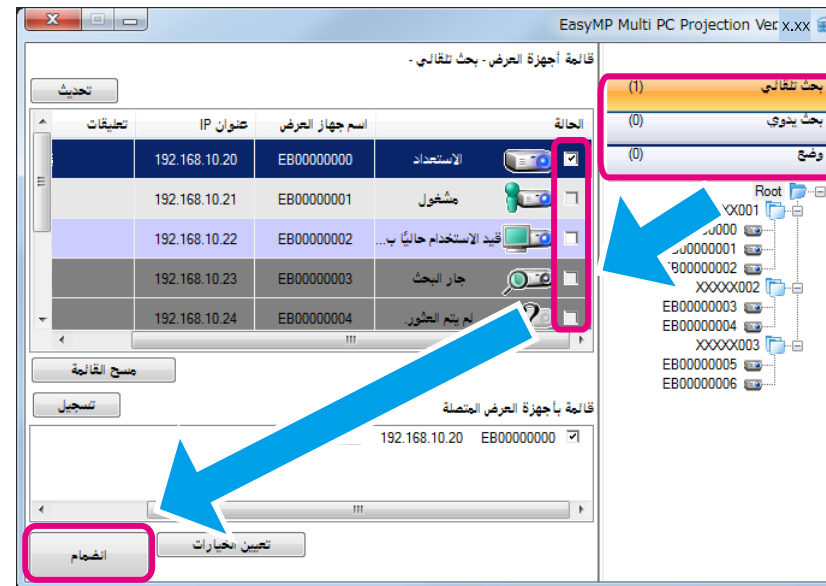 EasyMP Multi PC Projection Ver. x.xx
بحث تلقائي (1)
بحث يدوي (0)
وضع (0)
Root
XX001
0000
00000001
EB00000002
XXXXX002
EB00000003
EB00000004
XXXXX003
EB00000005
EB00000006
قائمة أجهزة العرض - بحث تلقائي -
تحديث
الحالة اسم جهاز العرض عنوان IP تعليقات
الاستعداد EB00000000 192.168.10.20
مشغول EB00000001 192.168.10.21
قيد الاستخدام حاليًا ب... EB00000002 192.168.10.22
جار البحث EB00000003 192.168.10.23
لم يتم العثور. EB00000004 192.168.10.24
مسح القائمة
تسجيل
قائمة بأجهزة العرض المتصلة
EB00000000 192.168.10.20
تعيين الخيارات
انضمام